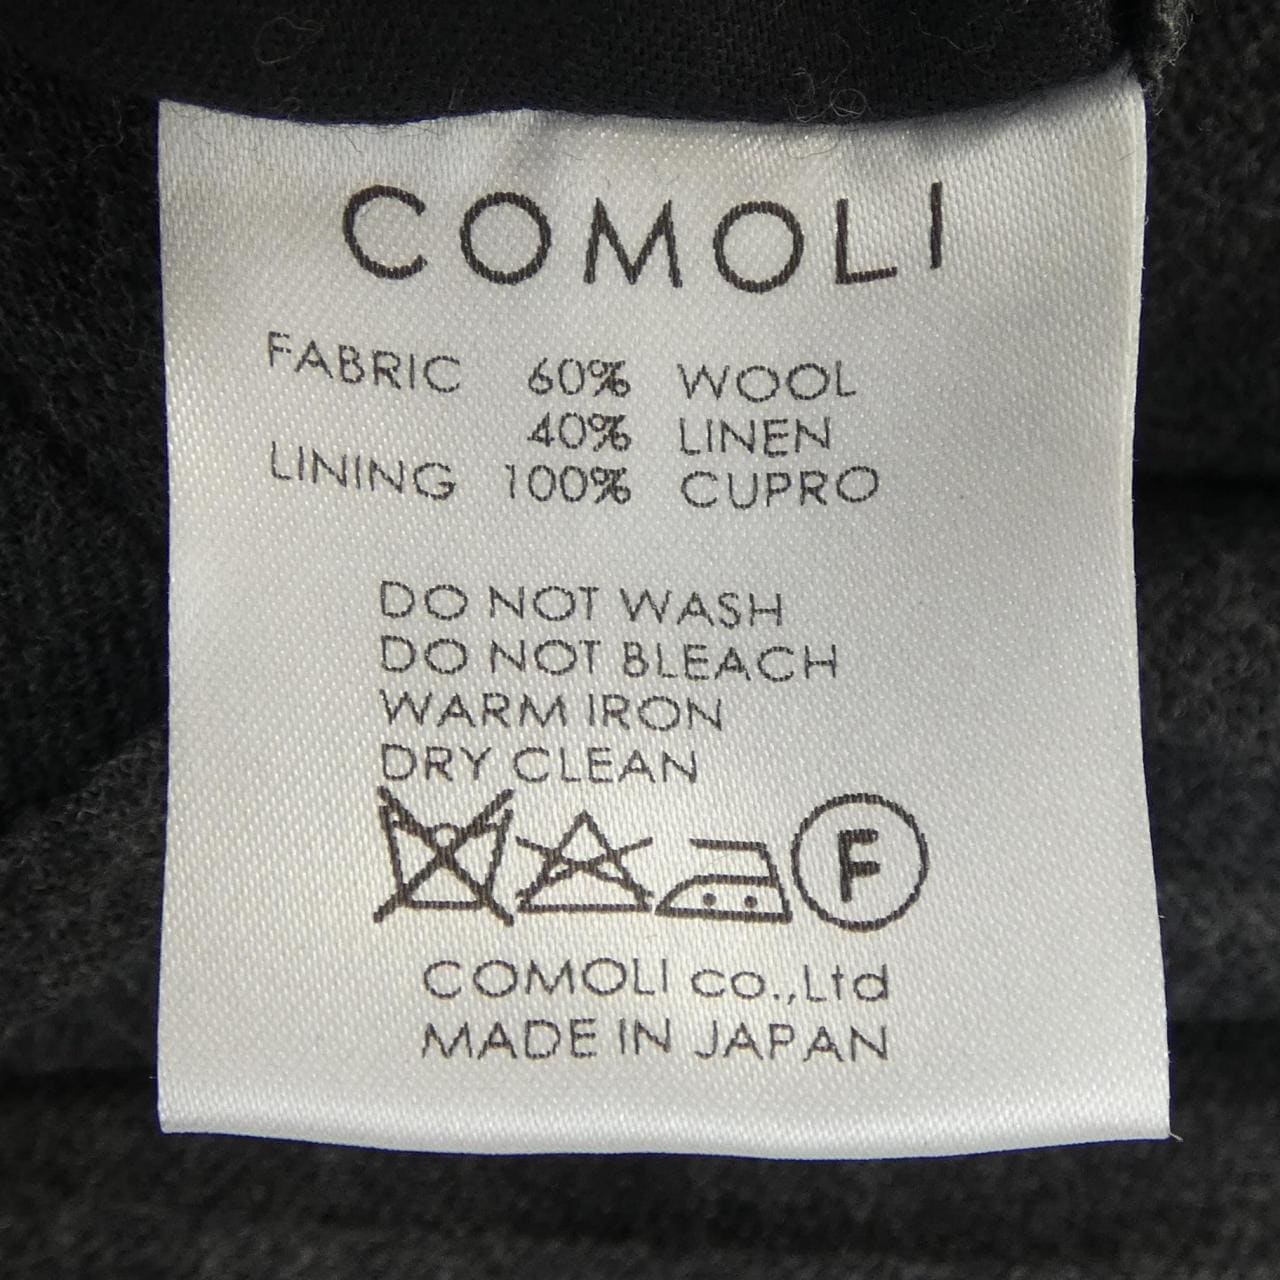 COMOLI
FABRIC 60% WOOL
40% LINEN
LINING 100% CUPRO
DO NOT WASH
DO NOT BLEACH
WARM IRON
DRY CLEAN
F
COMOLI co.,Ltd
MADE IN JAPAN